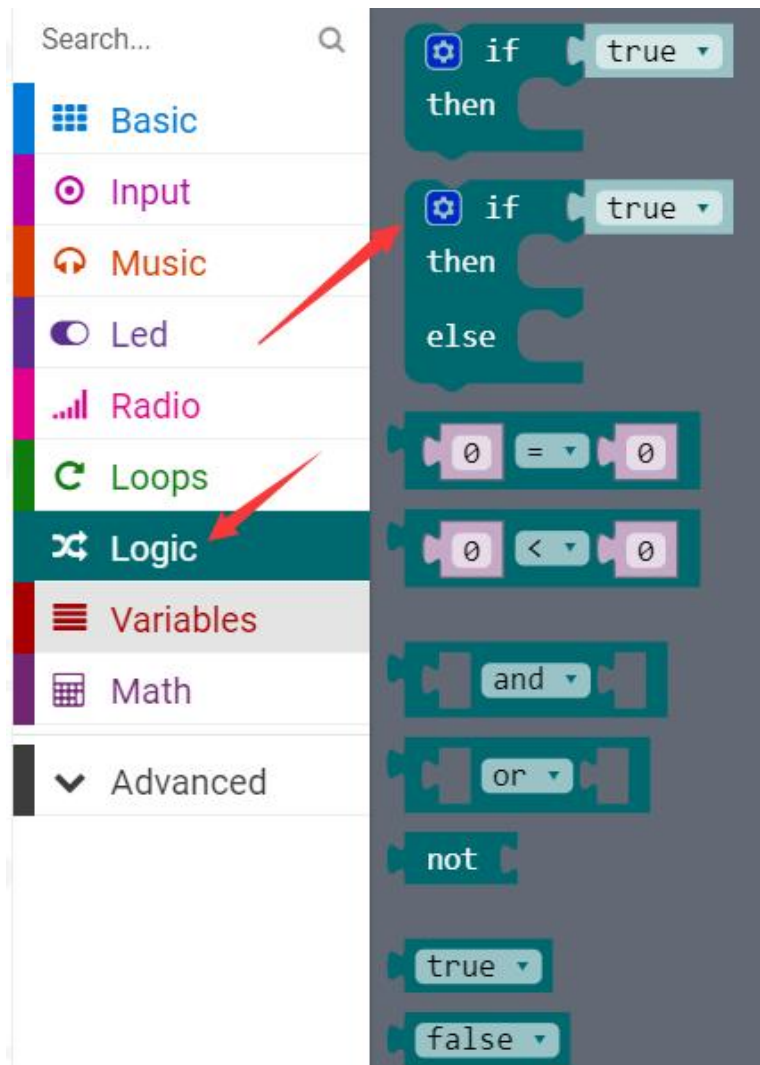 Search...
Basic
Input
Music
Led
Radio
Loops
Logic
Variables
Math
Advanced
if true
then
if true
then
else
0 = 0
0 < 0
and
or
not
true
false